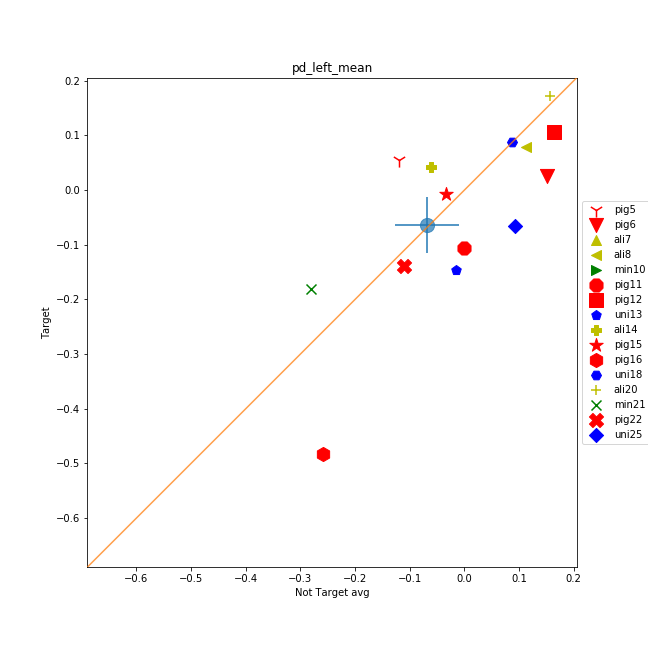 pd_left_mean
0.2
0.1
0.0
−0.1
−0.2
−0.3
−0.4
−0.5
−0.6
Target
−0.6
−0.5
−0.4
−0.3
−0.2
−0.1
0.0
0.1
0.2
Not Target avg
pig5
pig6
ali7
ali8
min10
pig11
pig12
uni13
ali14
pig15
pig16
uni18
ali20
min21
pig22
uni25